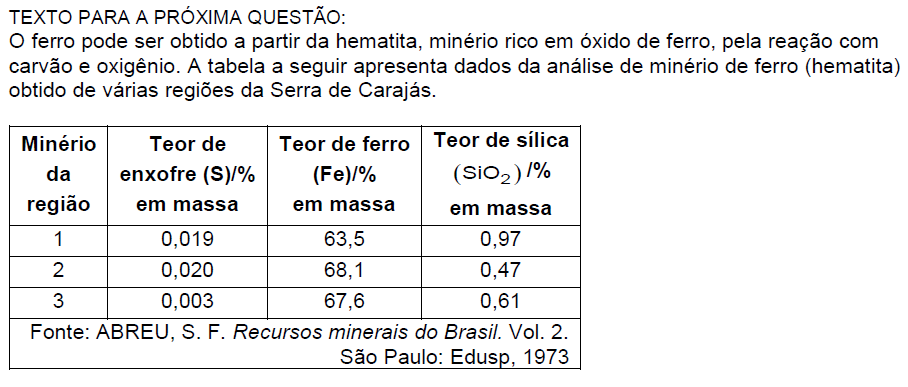 TEXTO PARA A PRÓXIMA QUESTÃO:
O ferro pode ser obtido a partir da hematita, minério rico em óxido de ferro, pela reação com
carvão e oxigênio. A tabela a seguir apresenta dados da análise de minério de ferro (hematita)
obtido de várias regiões da Serra de Carajás.
Minério da região | Teor de enxofre (S)/% em massa | Teor de ferro (Fe)/% em massa | Teor de sílica (SiO₂)/% em massa
1 | 0,019 | 63,5 | 0,97
2 | 0,020 | 68,1 | 0,47
3 | 0,003 | 67,6 | 0,61
Fonte: ABREU, S. F. Recursos minerais do Brasil. Vol. 2.
São Paulo: Edusp, 1973